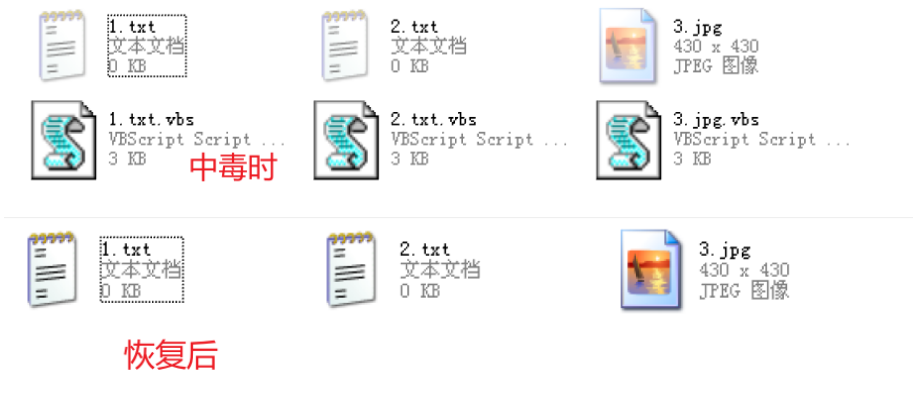 1.txt
文本文档
0 KB
2.txt
文本文档
0 KB
3.jpg
430 x 430
JPEG 图像
1.txt.vbs
VBScript Script ...
3 KB
2.txt.vbs
VBScript Script ...
3 KB
3.jpg.vbs
VBScript Script ...
3 KB
中毒时
1.txt
文本文档
0 KB
2.txt
文本文档
0 KB
3.jpg
430 x 430
JPEG 图像
恢复后